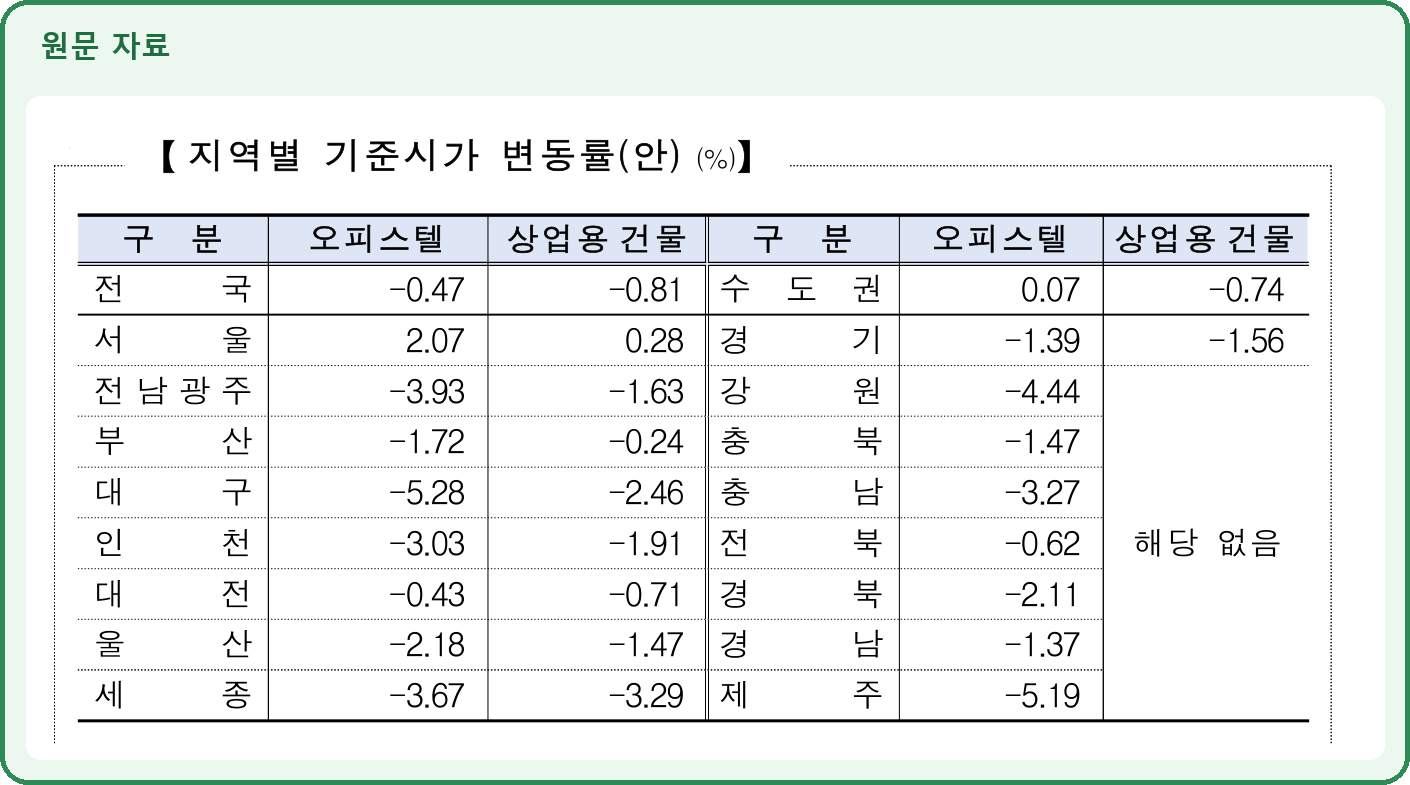 원문 자료
【 지역별 기준시가 변동률(안) (%)】
구 분 오피스텔 상업용 건물 구 분 오피스텔 상업용 건물
전 국 -0.47 -0.81 수 도 권 0.07 -0.74
서 울 2.07 0.28 경 기 -1.39 -1.56
전 남 광 주 -3.93 -1.63 강 원 -4.44
부 산 -1.72 -0.24 충 북 -1.47
대 구 -5.28 -2.46 충 남 -3.27
인 천 -3.03 -1.91 전 북 -0.62 해당 없음
대 전 -0.43 -0.71 경 북 -2.11
울 산 -2.18 -1.47 경 남 -1.37
세 종 -3.67 -3.29 제 주 -5.19